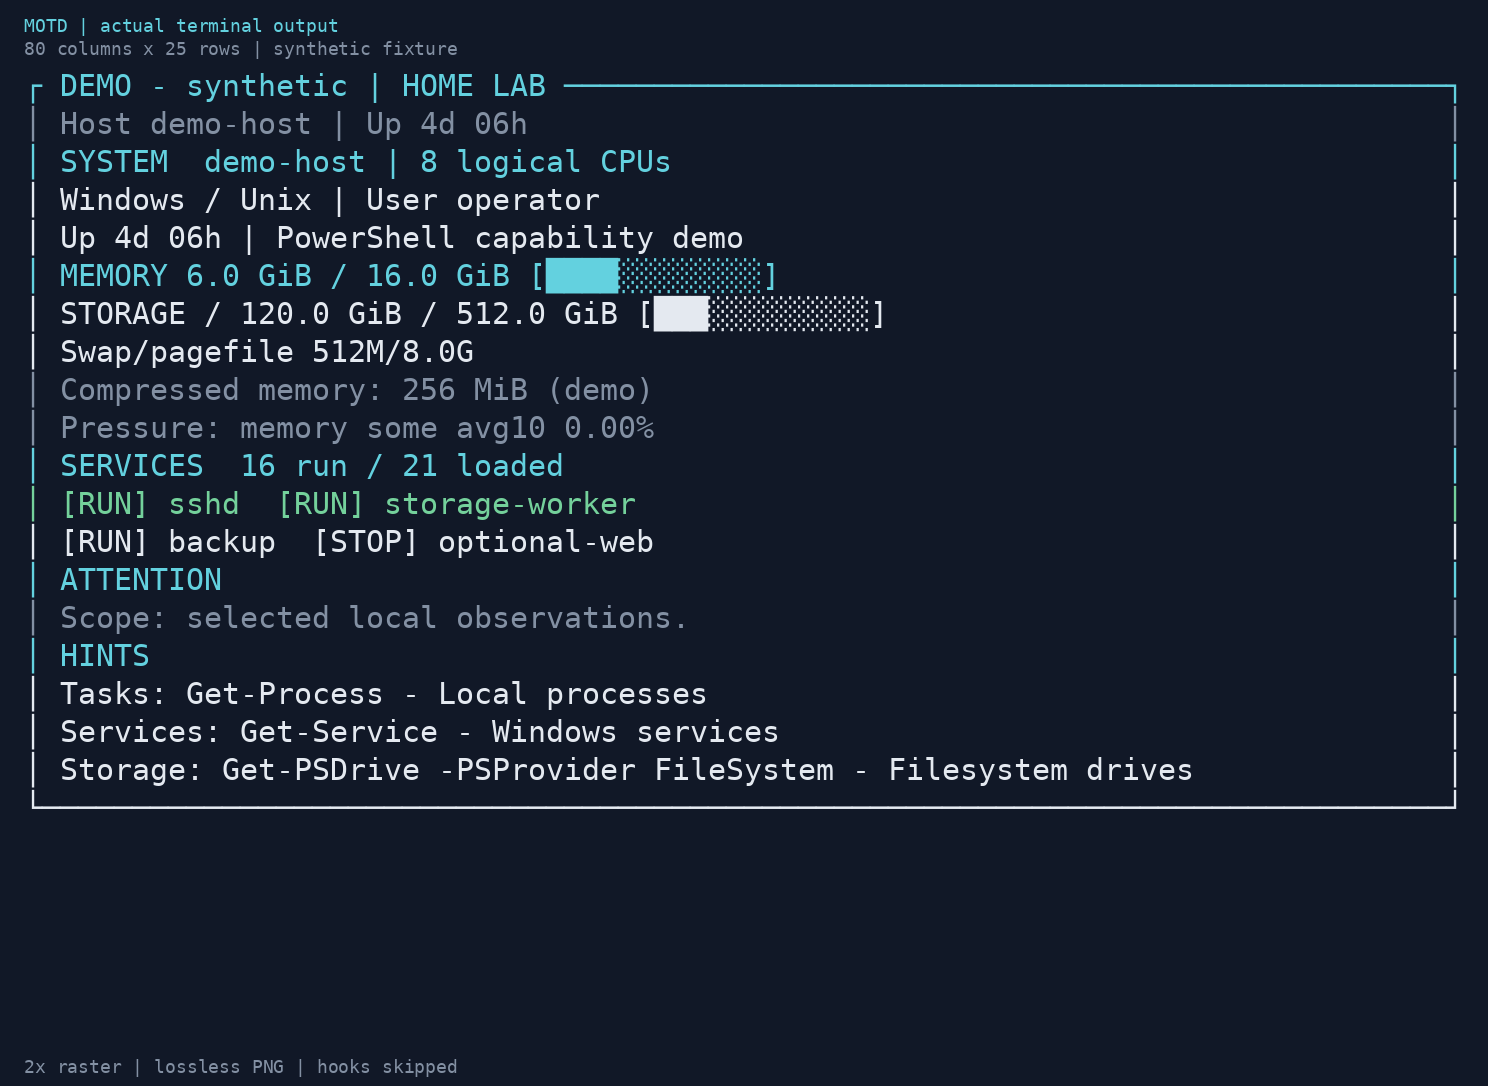 MOTD | actual terminal output
80 columns x 25 rows | synthetic fixture
┌ DEMO - synthetic | HOME LAB ─────────────────────────────────────────────────┐
│ Host demo-host | Up 4d 06h │
│ SYSTEM  demo-host | 8 logical CPUs │
│ Windows / Unix | User operator │
│ Up 4d 06h | PowerShell capability demo │
│ MEMORY 6.0 GiB / 16.0 GiB [████░░░░░░░░] │
│ STORAGE / 120.0 GiB / 512.0 GiB [███░░░░░░░░░] │
│ Swap/pagefile 512M/8.0G │
│ Compressed memory: 256 MiB (demo) │
│ Pressure: memory some avg10 0.00% │
│ SERVICES  16 run / 21 loaded │
│ [RUN] sshd  [RUN] storage-worker │
│ [RUN] backup  [STOP] optional-web │
│ ATTENTION │
│ Scope: selected local observations. │
│ HINTS │
│ Tasks: Get-Process - Local processes │
│ Services: Get-Service - Windows services │
│ Storage: Get-PSDrive -PSProvider FileSystem - Filesystem drives │
└──────────────────────────────────────────────────────────────────────────────┘
2x raster | lossless PNG | hooks skipped